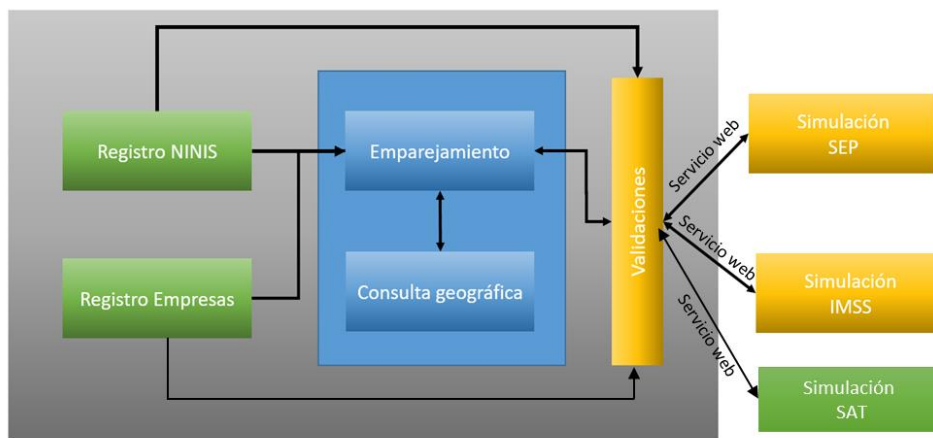 Registro NINIS
Emparejamiento
Registro Empresas
Consulta geográfica
Validaciones
Servicio web
Simulación
SEP
Servicio web
Simulación
IMSS
Servicio web
Simulación
SAT